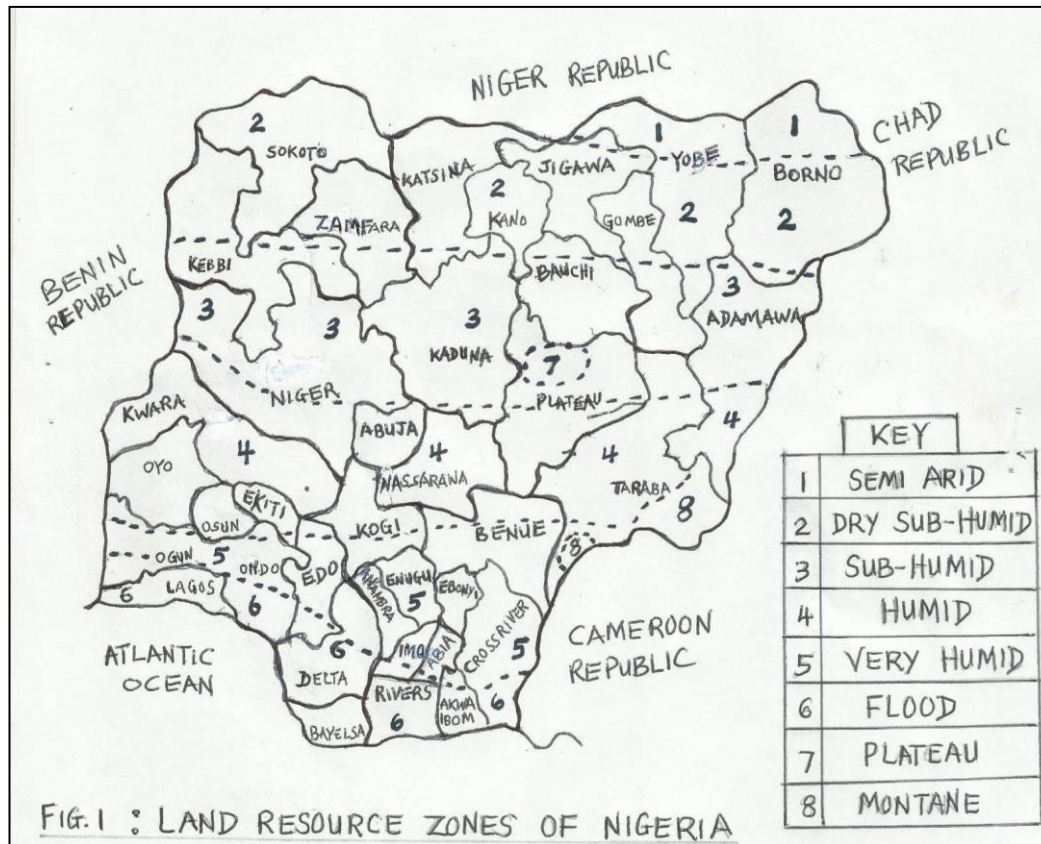 NIGER REPUBLIC
CHAD
REPUBLIC
BENIN
REPUBLIC
2
SOKOTO
KATSINA
JIGAWA
1
YOBE
1
BORNO
ZAMFARA
2
KANO
GOMBE
2
2
KEBBI
BAUCHI
3
3
3
KADUNA
3
ADAMAWA
7
PLATEAU
NIGER
KWARA
ABUJA
4
4
NASSARANA
4
4
TARABA
8
OYO
EKITI
OSUN
KOGI
BENUE
8
OGUN
5
ONDO
EDO
ANAMBRA
ENUGU
5
EBONYI
6
LAGOS
6
6
IMO
ABIA
CROSSRIVER
5
DELTA
RIVERS
6
AKWA
IBOM
6
BAYELSA
ATLANTIC
OCEAN
CAMEROON
REPUBLIC
KEY
1 SEMI ARID
2 DRY SUB-HUMID
3 SUB-HUMID
4 HUMID
5 VERY HUMID
6 FLOOD
7 PLATEAU
8 MONTANE
FIG.1 : LAND RESOURCE ZONES OF NIGERIA